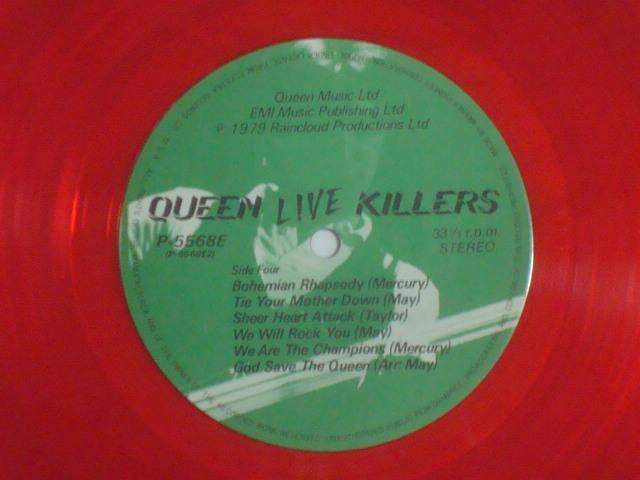 Queen Music Ltd
EMI Music Publishing Ltd
℗ 1979 Raincloud Productions Ltd
QUEEN LIVE KILLERS
P-5568E
(P-5568E2)
33⅓ r.p.m.
STEREO
Side Four
Bohemian Rhapsody (Mercury)
Tie Your Mother Down (May)
Sheer Heart Attack (Taylor)
We Will Rock You (May)
We Are The Champions (Mercury)
God Save The Queen (Arr: May)